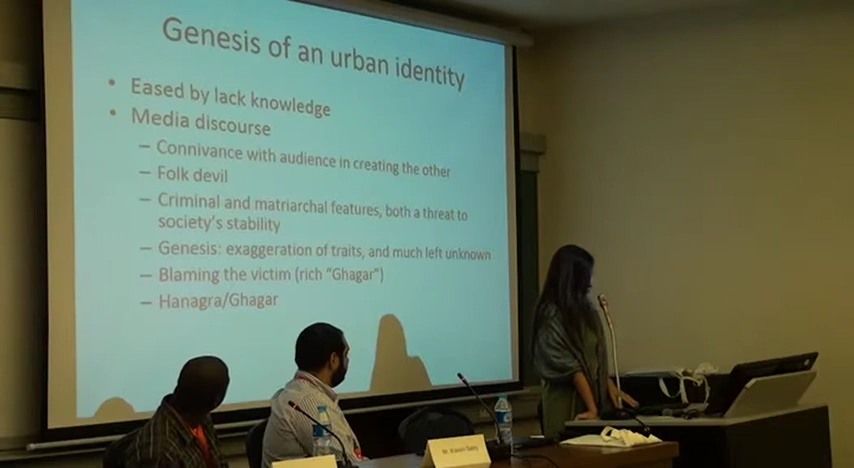 Genesis of an urban identity
• Eased by lack knowledge
• Media discourse
– Connivance with audience in creating the other
– Folk devil
– Criminal and matriarchal features, both a threat to
society's stability
– Genesis: exaggeration of traits, and much left unknown
– Blaming the victim (rich "Ghagar")
– Hanagra/Ghagar
Mr.